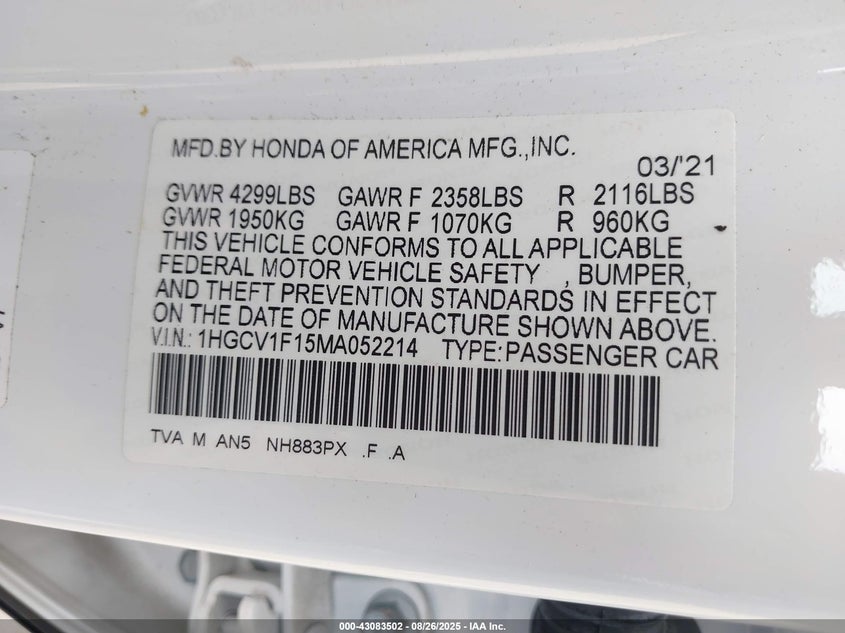 MFD.BY HONDA OF AMERICA MFG.,INC.
03/'21
GVWR 4299LBS GAWR F 2358LBS R 2116LBS
GVWR 1950KG GAWR F 1070KG R 960KG
THIS VEHICLE CONFORMS TO ALL APPLICABLE
FEDERAL MOTOR VEHICLE SAFETY , BUMPER,
AND THEFT PREVENTION STANDARDS IN EFFECT
ON THE DATE OF MANUFACTURE SHOWN ABOVE.
V.I.N.: 1HGCV1F15MA052214 TYPE:PASSENGER CAR
TVA M AN5 NH883PX .F .A
000-43083502 - 08/26/2025 - IAA Inc.